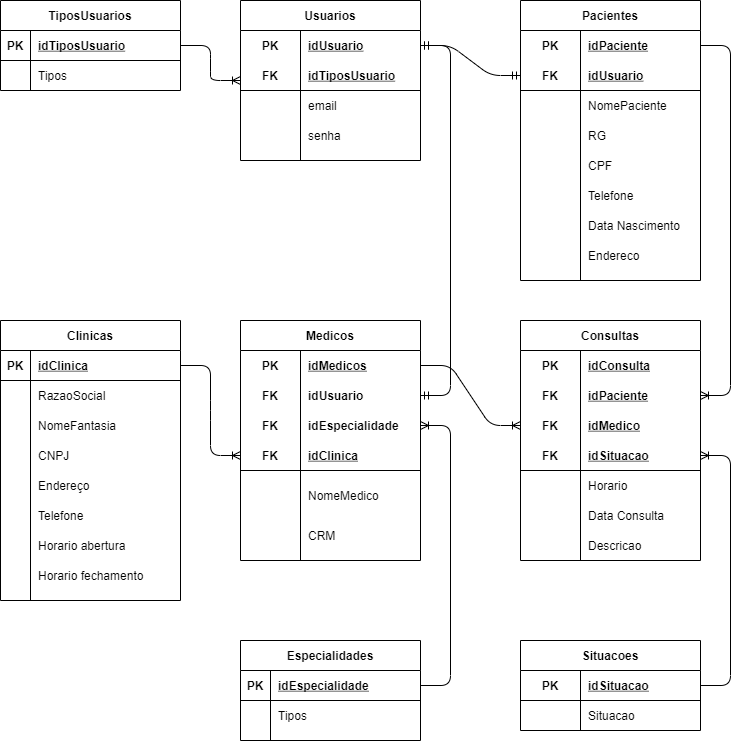 TiposUsuarios
PK idTiposUsuario
Tipos
Usuarios
PK idUsuario
FK idTiposUsuario
email
senha
Pacientes
PK idPaciente
FK idUsuario
NomePaciente
RG
CPF
Telefone
Data Nascimento
Endereco
Clinicas
PK idClinica
RazaoSocial
NomeFantasia
CNPJ
Endereço
Telefone
Horario abertura
Horario fechamento
Medicos
PK idMedicos
FK idUsuario
FK idEspecialidade
FK idClinica
NomeMedico
CRM
Consultas
PK idConsulta
FK idPaciente
FK idMedico
FK idSituacao
Horario
Data Consulta
Descricao
Especialidades
PK idEspecialidade
Tipos
Situacoes
PK idSituacao
Situacao